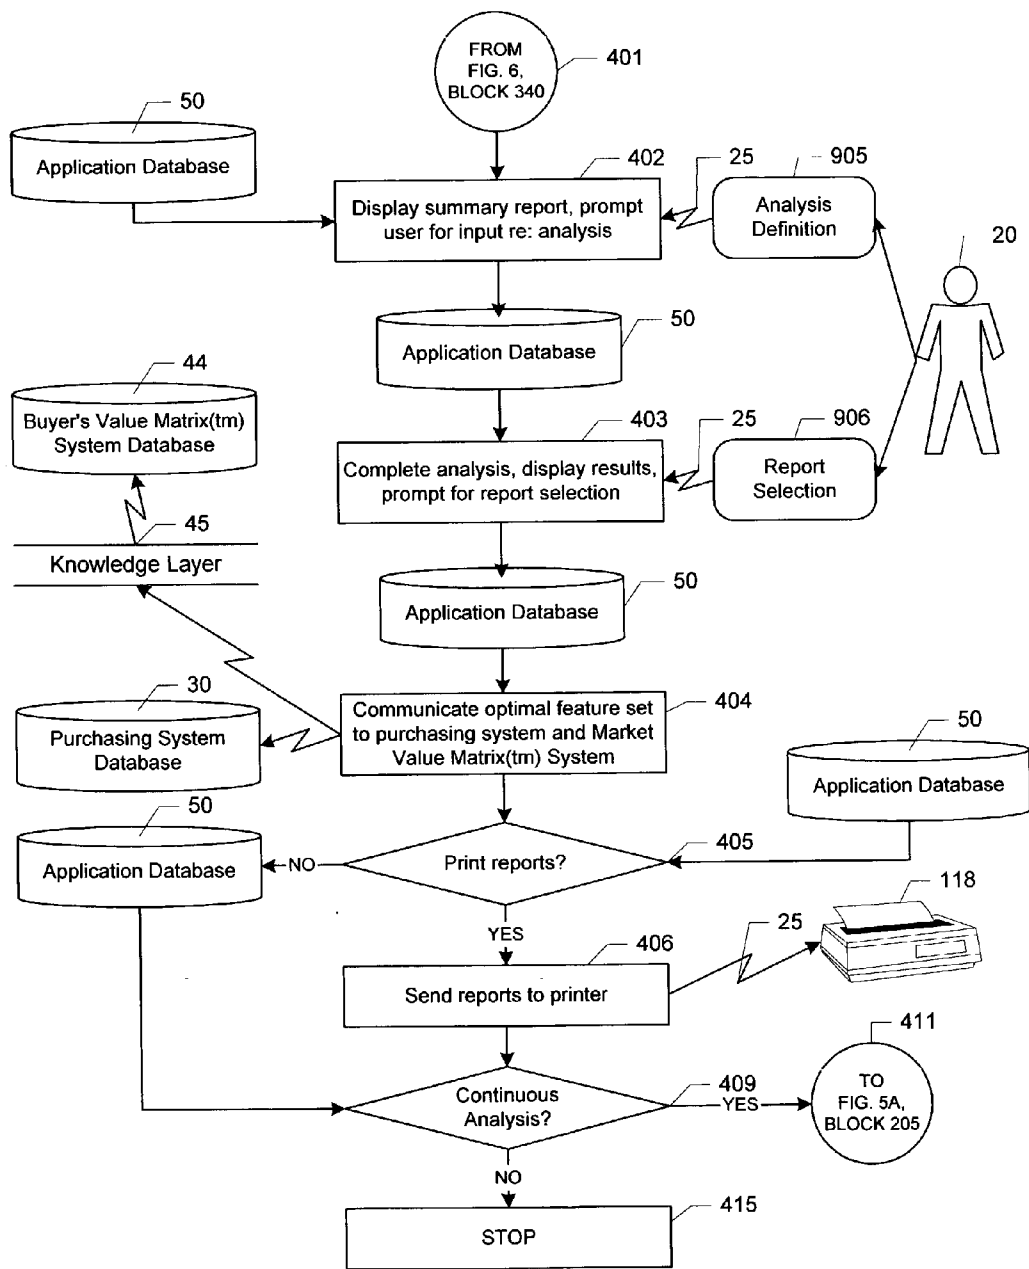 FROM
FIG. 6,
BLOCK 340
401
50
Application Database
402
Display summary report, prompt
user for input re: analysis
25
905
Analysis
Definition
20
50
Application Database
44
Buyer's Value Matrix(tm)
System Database
403
Complete analysis, display results,
prompt for report selection
25
906
Report
Selection
45
Knowledge Layer
50
Application Database
30
Purchasing System
Database
404
Communicate optimal feature set
to purchasing system and Market
Value Matrix(tm) System
50
Application Database
50
Application Database
NO
Print reports?
405
YES
118
25
406
Send reports to printer
411
TO
FIG. 5A,
BLOCK 205
Continuous
Analysis?
409
YES
NO
415
STOP